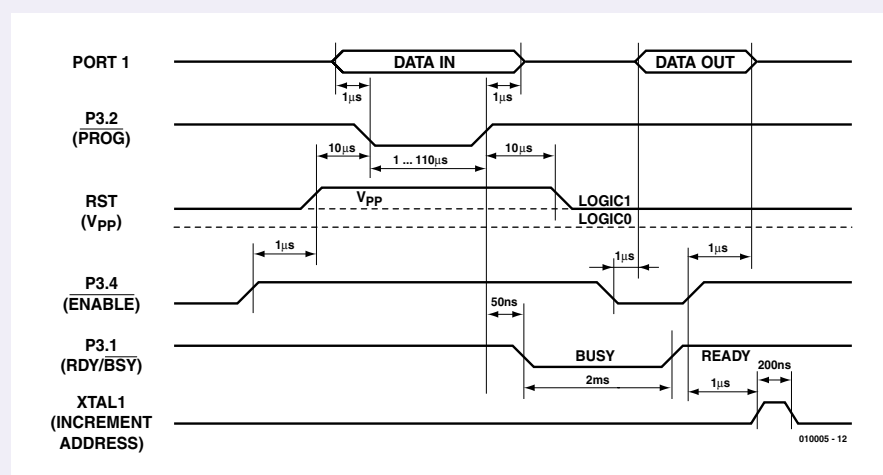 PORT 1
DATA IN
DATA OUT
1µs
1µs
P3.2
(PROG)
10µs
1 ... 110µs
10µs
RST
(VPP)
VPP
LOGIC1
LOGIC0
1µs
1µs
1µs
P3.4
(ENABLE)
50ns
P3.1
(RDY/BSY)
BUSY
READY
2ms
200ns
1µs
XTAL1
(INCREMENT
ADDRESS)
010005 - 12